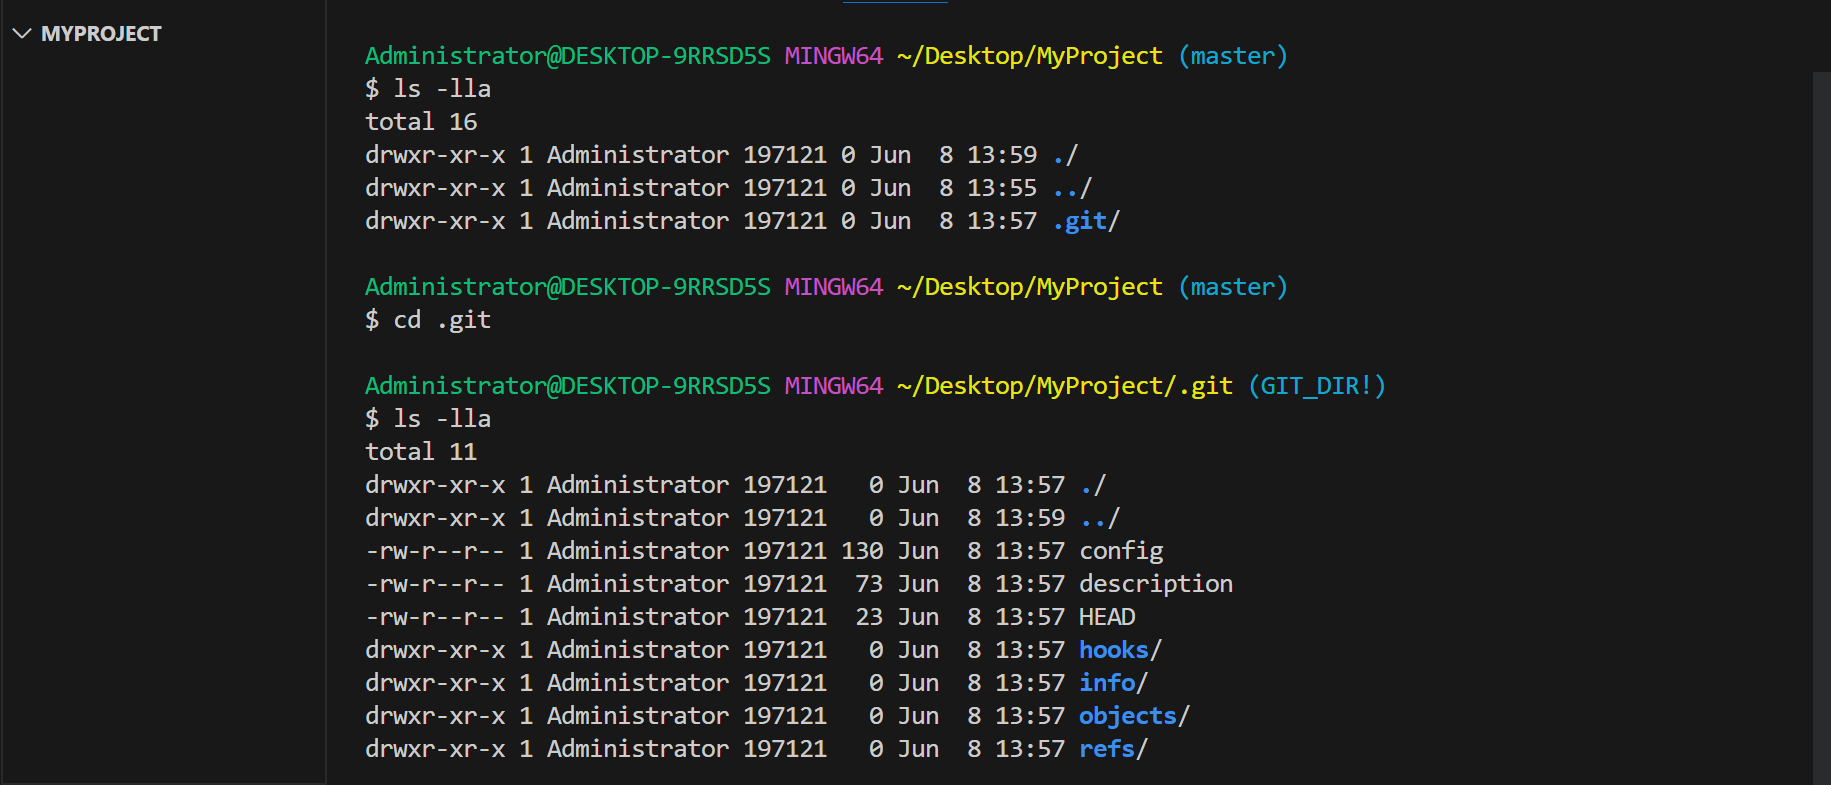 MYPROJECT
Administrator@DESKTOP-9RRSD5S MINGW64 ~/Desktop/MyProject (master)
$ ls -lla
total 16
drwxr-xr-x 1 Administrator 197121 0 Jun  8 13:59 ./
drwxr-xr-x 1 Administrator 197121 0 Jun  8 13:55 ../
drwxr-xr-x 1 Administrator 197121 0 Jun  8 13:57 .git/
Administrator@DESKTOP-9RRSD5S MINGW64 ~/Desktop/MyProject (master)
$ cd .git
Administrator@DESKTOP-9RRSD5S MINGW64 ~/Desktop/MyProject/.git (GIT_DIR!)
$ ls -lla
total 11
drwxr-xr-x 1 Administrator 197121   0 Jun  8 13:57 ./
drwxr-xr-x 1 Administrator 197121   0 Jun  8 13:59 ../
-rw-r--r-- 1 Administrator 197121 130 Jun  8 13:57 config
-rw-r--r-- 1 Administrator 197121  73 Jun  8 13:57 description
-rw-r--r-- 1 Administrator 197121  23 Jun  8 13:57 HEAD
drwxr-xr-x 1 Administrator 197121   0 Jun  8 13:57 hooks/
drwxr-xr-x 1 Administrator 197121   0 Jun  8 13:57 info/
drwxr-xr-x 1 Administrator 197121   0 Jun  8 13:57 objects/
drwxr-xr-x 1 Administrator 197121   0 Jun  8 13:57 refs/